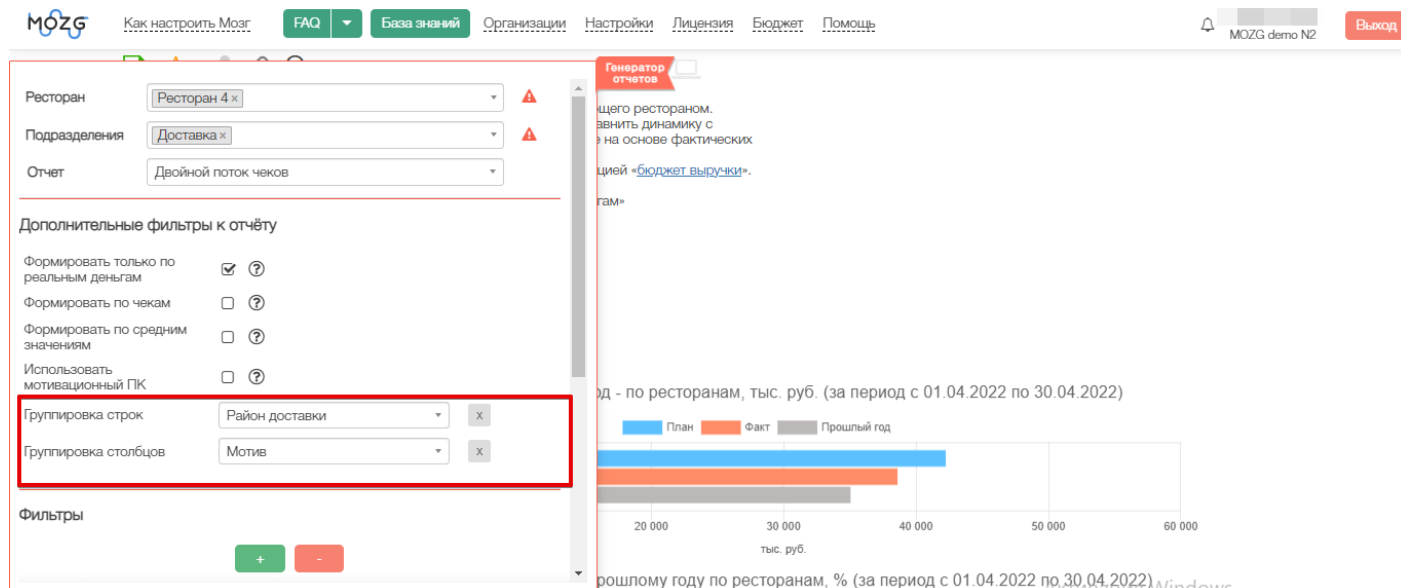 MOZG Как настроить Мозг FAQ База знаний Организации Настройки Лицензия Бюджет Помощь MOZG demo N2 Выход
Генератор
отчетов
Ресторан Ресторан 4 ×
Подразделения Доставка ×
Отчет Двойной поток чеков
Дополнительные фильтры к отчёту
Формировать только по
реальным деньгам
Формировать по чекам
Формировать по средним
значениям
Использовать
мотивационный ПК
Группировка строк Район доставки x
Группировка столбцов Мотив x
Фильтры
+ -
ющего рестораном.
авнить динамику с
е на основе фактических
цией «бюджет выручки».
гам»
од - по ресторанам, тыс. руб. (за период с 01.04.2022 по 30.04.2022)
План Факт Прошлый год
20 000 30 000 40 000 50 000 60 000
тыс. руб.
рошлому году по ресторанам, % (за период с 01.04.2022 по 30.04.2022)
Windows